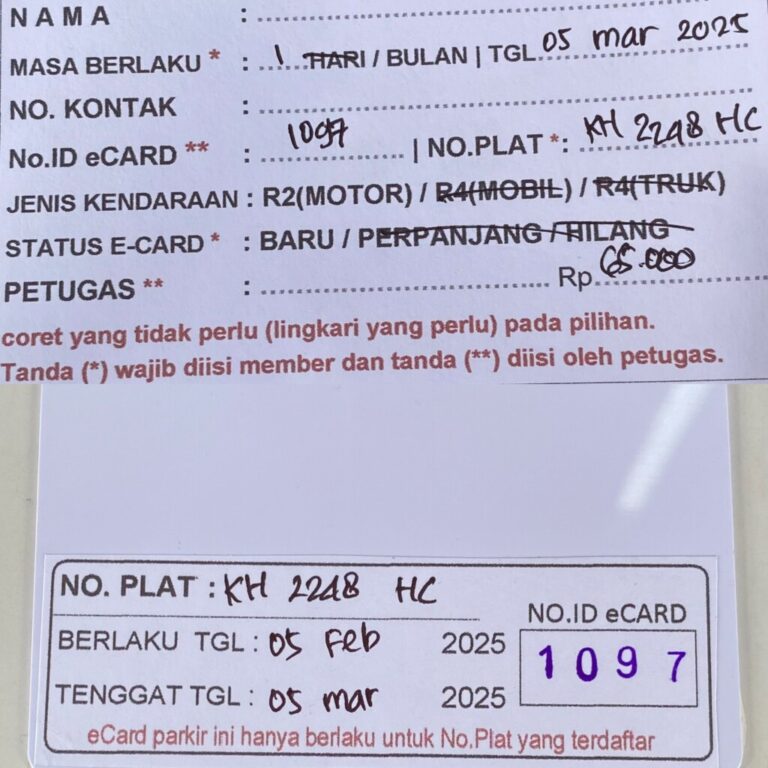 NAMA : ................
MASA BERLAKU * : .... 1 HARI / BULAN | TGL 05 mar 2025
NO. KONTAK : ................
No.ID eCARD ** : 1097 | NO.PLAT *: KH 2248 HC
JENIS KENDARAAN : R2(MOTOR) / R4(MOBIL) / R4(TRUK)
STATUS E-CARD * : BARU / PERPANJANG / HILANG
PETUGAS ** : ................ Rp 65.000
coret yang tidak perlu (lingkari yang perlu) pada pilihan.
Tanda (*) wajib diisi member dan tanda (**) diisi oleh petugas.
NO. PLAT : KH 2248 HC
BERLAKU TGL : 05 Feb 2025
TENGGAT TGL : 05 mar 2025
NO.ID eCARD
1097
eCard parkir ini hanya berlaku untuk No.Plat yang terdaftar